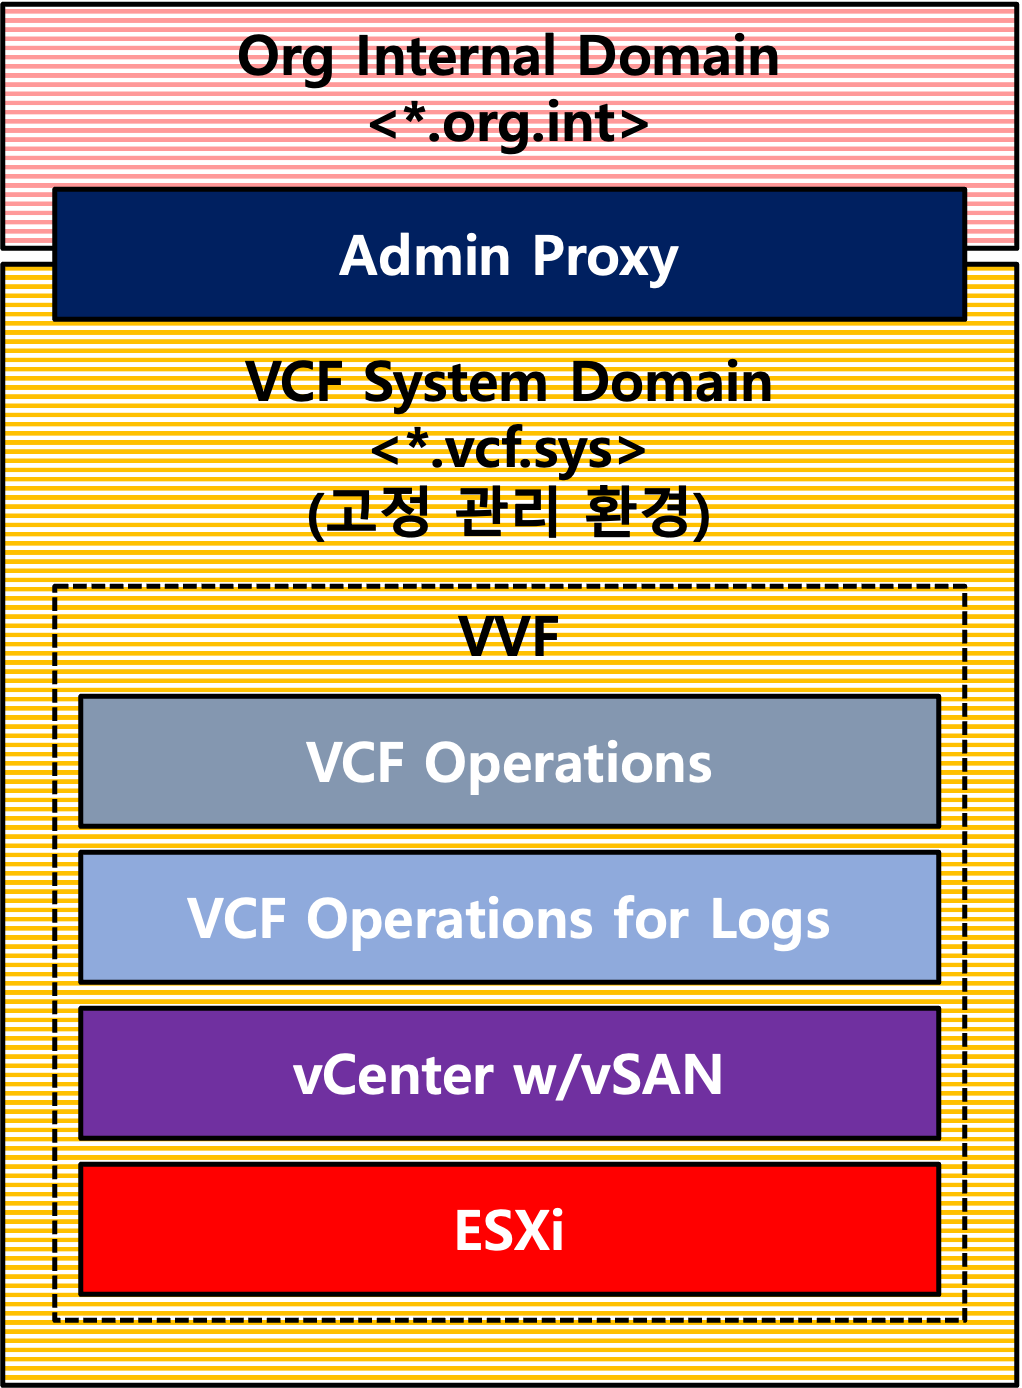 Org Internal Domain
<*.org.int>
Admin Proxy
VCF System Domain
<*.vcf.sys>
(고정 관리 환경)
VVF
VCF Operations
VCF Operations for Logs
vCenter w/vSAN
ESXi